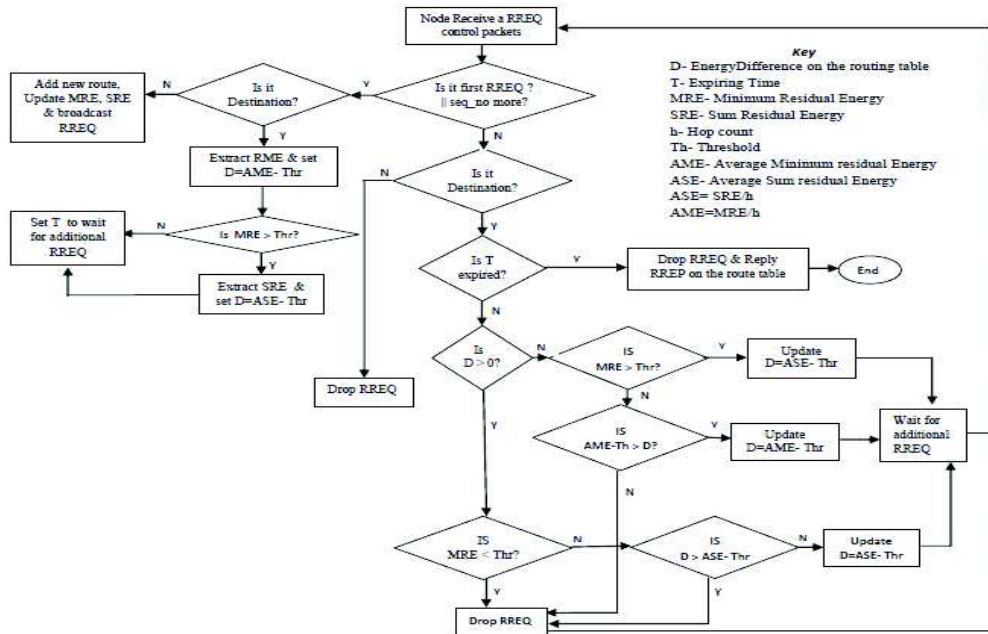 Node Receive a RREQ
control packets
Key
D- EnergyDifference on the routing table
T- Expiring Time
MRE- Minimum Residual Energy
SRE- Sum Residual Energy
h- Hop count
Th- Threshold
AME- Average Minimum residual Energy
ASE- Average Sum residual Energy
ASE= SRE/h
AME=MRE/h
Is it first RREQ ?
|| seq_no more?
Y
N
Is it
Destination?
N
Y
Add new route,
Update MRE, SRE
& broadcast
RREQ
Extract RME & set
D=AME- Thr
Is MRE > Thr?
N
Y
Set T to wait
for additional
RREQ
Extract SRE &
set D=ASE- Thr
Is it
Destination?
N
Y
Drop RREQ
Is T
expired?
Y
N
Drop RREQ & Reply
RREP on the route table
End
Is
D > 0?
N
Y
IS
MRE > Thr?
Y
N
Update
D=ASE- Thr
IS
AME-Th > D?
Y
N
Update
D=AME- Thr
Wait for
additional
RREQ
IS
MRE < Thr?
N
Y
IS
D > ASE- Thr
N
Y
Update
D=ASE- Thr
Drop RREQ